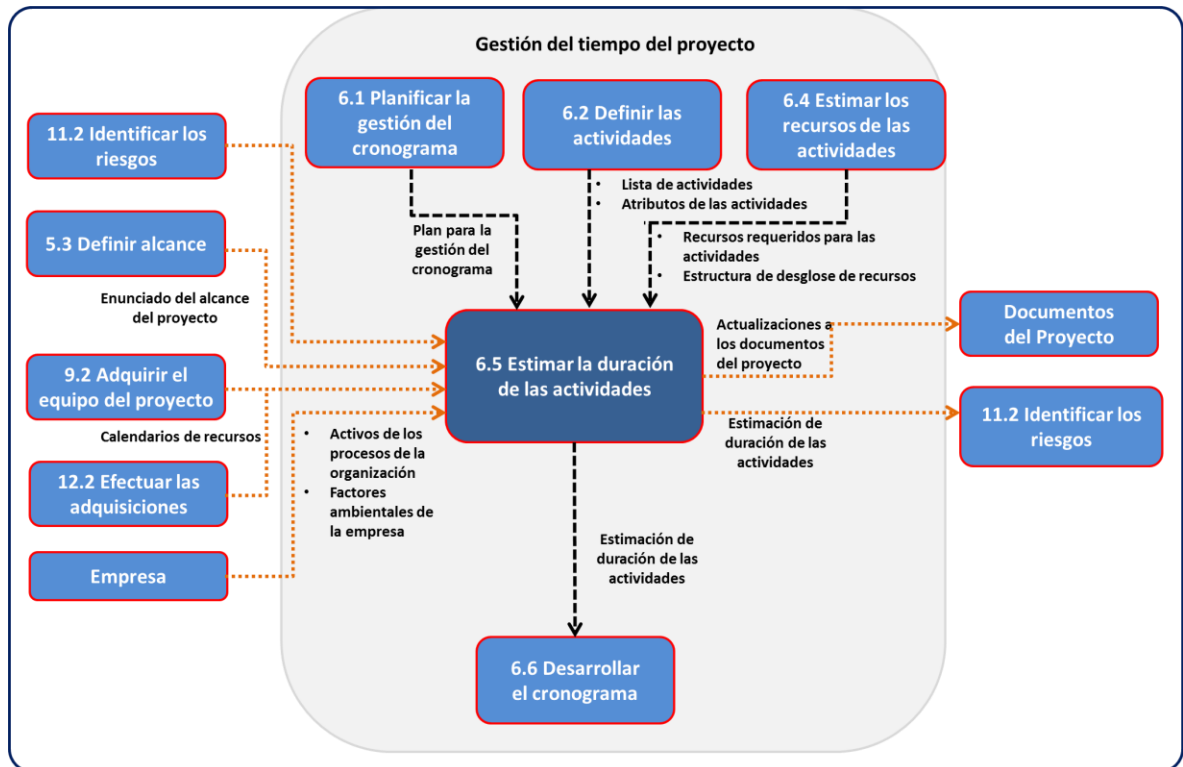 Gestión del tiempo del proyecto
6.1 Planificar la
gestión del
cronograma
6.2 Definir las
actividades
6.4 Estimar los
recursos de las
actividades
11.2 Identificar los
riesgos
• Lista de actividades
• Atributos de las actividades
5.3 Definir alcance
Plan para la
gestión del
cronograma
• Recursos requeridos para las
actividades
• Estructura de desglose de recursos
Enunciado del alcance
del proyecto
6.5 Estimar la duración
de las actividades
Actualizaciones a
los documentos
del proyecto
Documentos
del Proyecto
9.2 Adquirir el
equipo del proyecto
Calendarios de recursos
Estimación de
duración de las
actividades
11.2 Identificar los
riesgos
12.2 Efectuar las
adquisiciones
• Activos de los
procesos de la
organización
• Factores
ambientales de
la empresa
Empresa
Estimación de
duración de las
actividades
6.6 Desarrollar
el cronograma